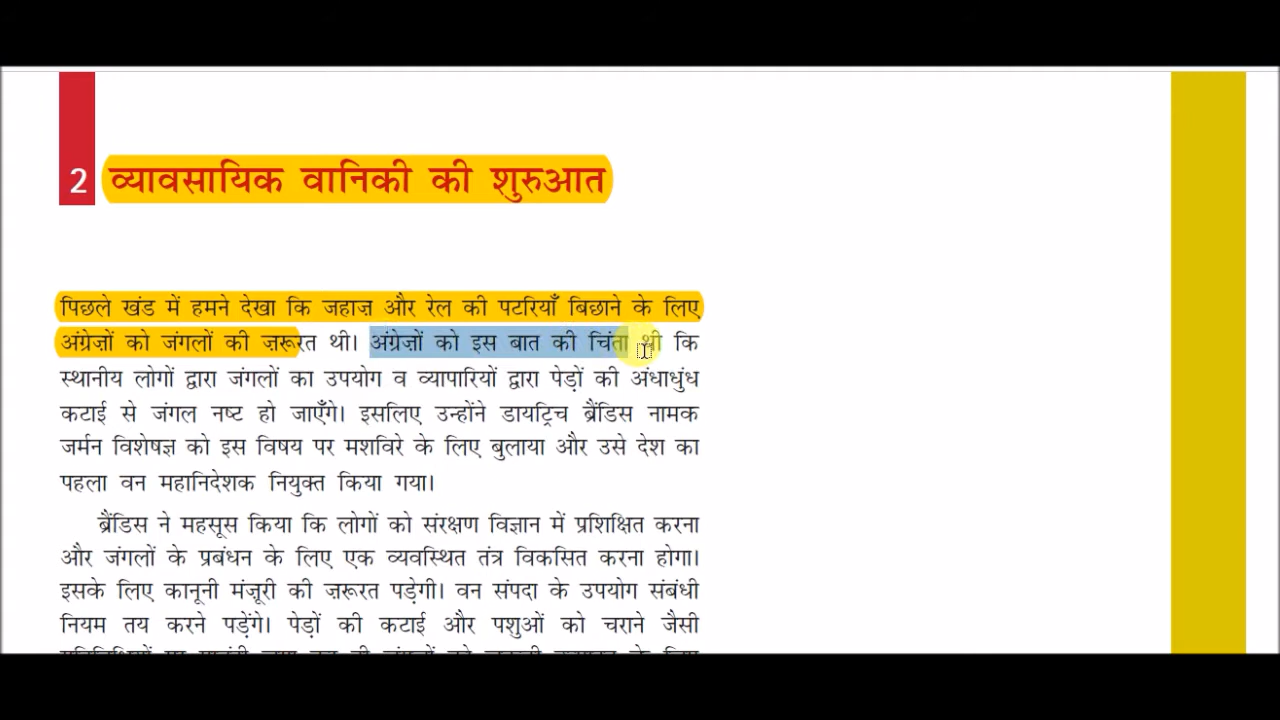 2 व्यावसायिक वानिकी की शुरुआत
पिछले खंड में हमने देखा कि जहाज़ और रेल की पटरियाँ बिछाने के लिए
अंग्रेज़ों को जंगलों की ज़रूरत थी। अंग्रेज़ों को इस बात की चिंता थी कि
स्थानीय लोगों द्वारा जंगलों का उपयोग व व्यापारियों द्वारा पेड़ों की अंधाधुंध
कटाई से जंगल नष्ट हो जाएँगे। इसलिए उन्होंने डायट्रिच ब्रैंडिस नामक
जर्मन विशेषज्ञ को इस विषय पर मशविरे के लिए बुलाया और उसे देश का
पहला वन महानिदेशक नियुक्त किया गया।
ब्रैंडिस ने महसूस किया कि लोगों को संरक्षण विज्ञान में प्रशिक्षित करना
और जंगलों के प्रबंधन के लिए एक व्यवस्थित तंत्र विकसित करना होगा।
इसके लिए कानूनी मंज़ूरी की ज़रूरत पड़ेगी। वन संपदा के उपयोग संबंधी
नियम तय करने पड़ेंगे। पेड़ों की कटाई और पशुओं को चराने जैसी